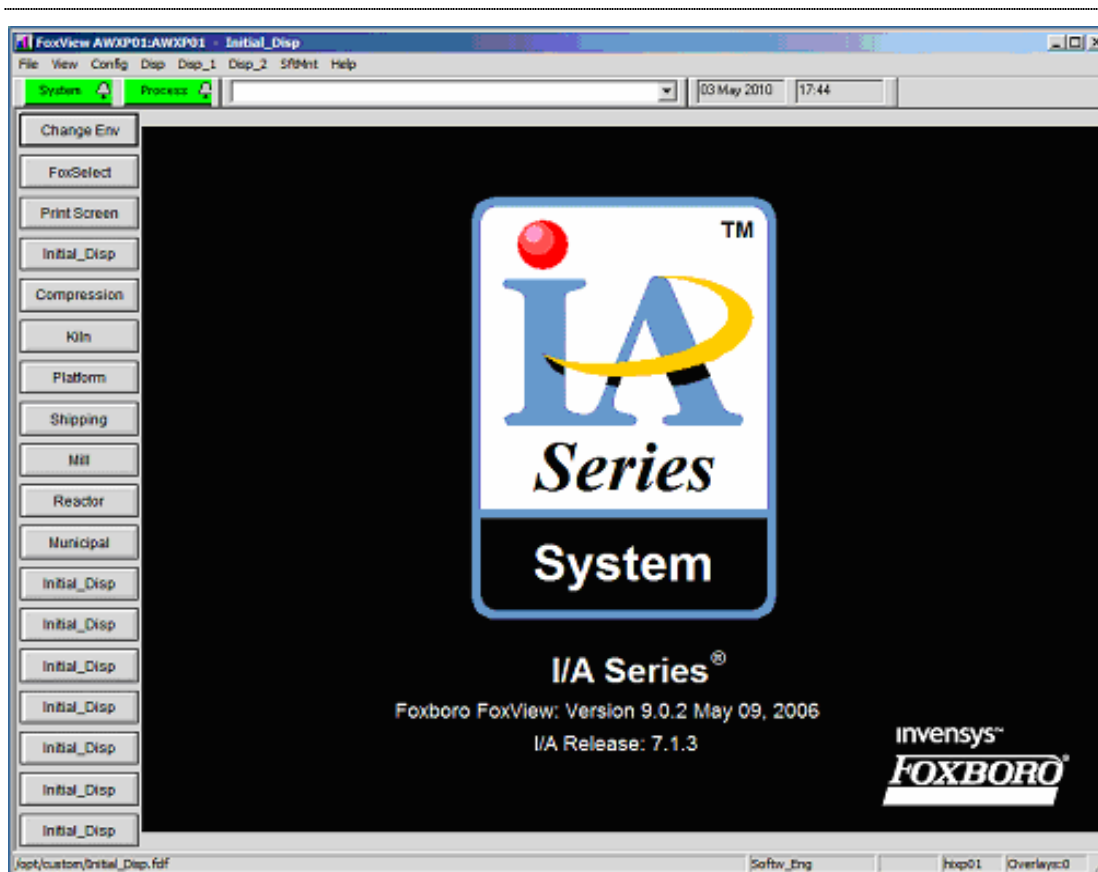 FoxView AWXP01:AWXP01 - Initial_Disp
File View Config Disp Disp_1 Disp_2 SftMnt Help
System Process 03 May 2010 17:44
Change Env
FoxSelect
Print Screen
Initial_Disp
Compression
Kiln
Platform
Shipping
Mill
Reactor
Municipal
Initial_Disp
Initial_Disp
Initial_Disp
Initial_Disp
Initial_Disp
Initial_Disp
Initial_Disp
TM
IA
Series
System
I/A Series®
Foxboro FoxView: Version 9.0.2 May 09, 2006
I/A Release: 7.1.3
invensys™
FOXBORO®
/opt/custom/Initial_Disp.fdf Softw_Eng hixp01 Overlays:0